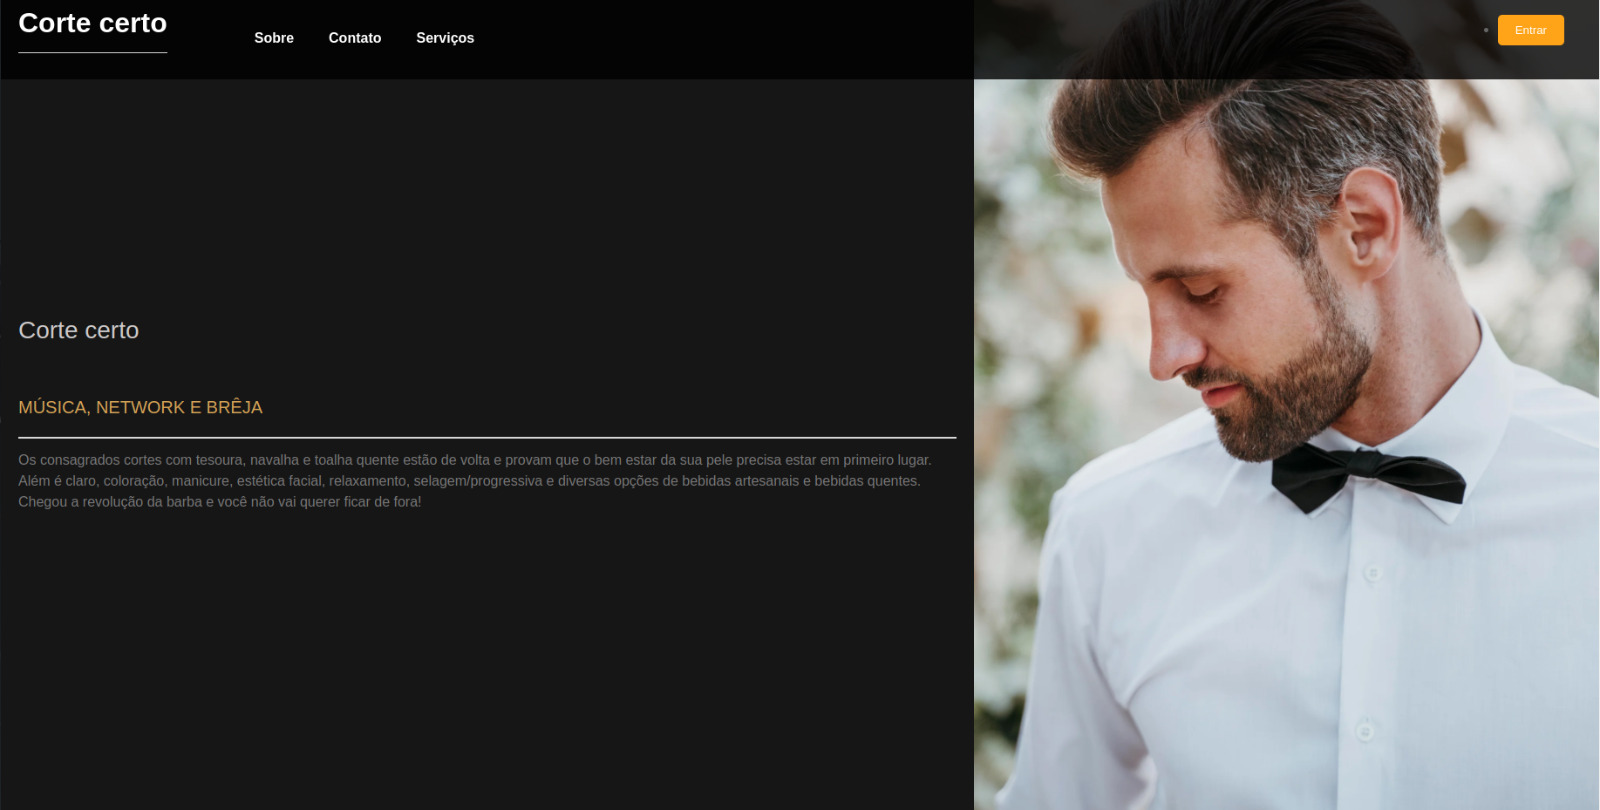 Corte certo
Sobre
Contato
Serviços
Entrar
Corte certo
MÚSICA, NETWORK E BRÊJA
Os consagrados cortes com tesoura, navalha e toalha quente estão de volta e provam que o bem estar da sua pele precisa estar em primeiro lugar.
Além é claro, coloração, manicure, estética facial, relaxamento, selagem/progressiva e diversas opções de bebidas artesanais e bebidas quentes.
Chegou a revolução da barba e você não vai querer ficar de fora!